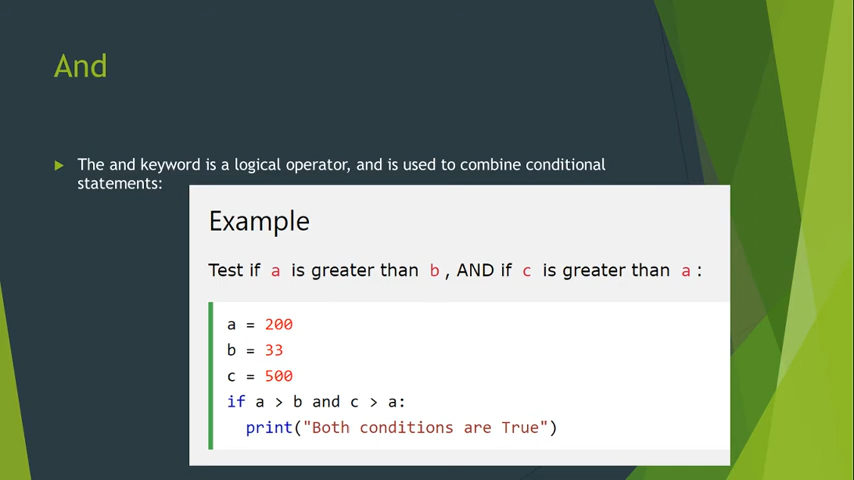 And
The and keyword is a logical operator, and is used to combine conditional
statements:
Example
Test if a is greater than b , AND if c is greater than a :
a = 200
b = 33
c = 500
if a > b and c > a:
  print("Both conditions are True")